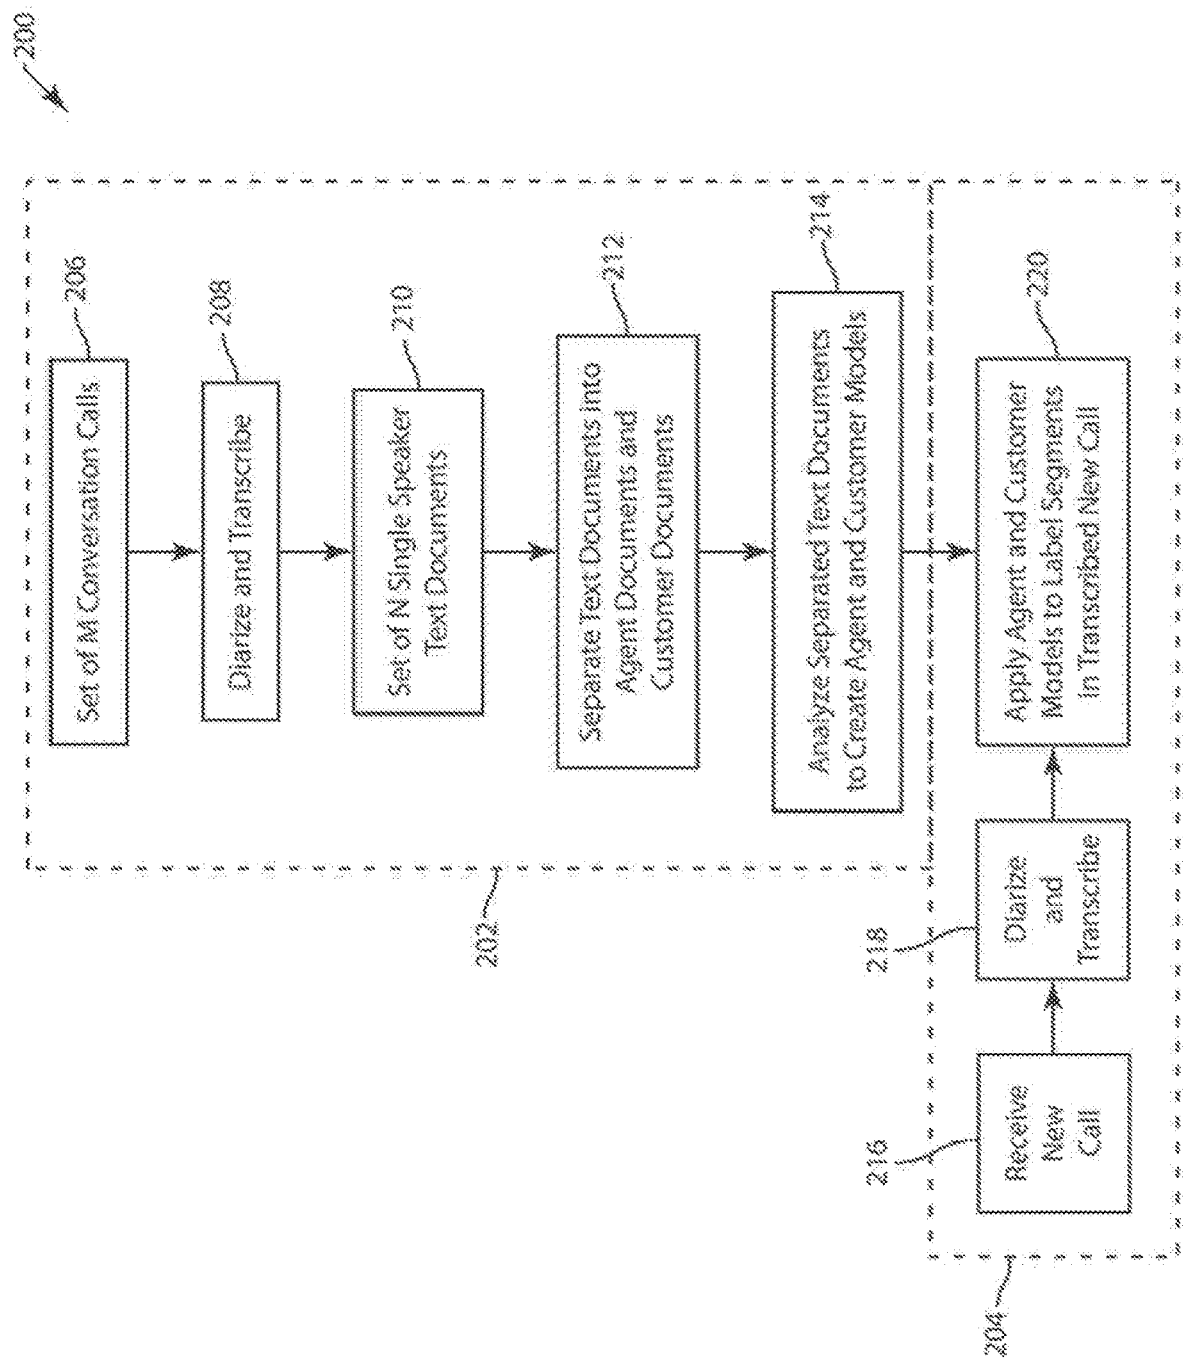 200
206
Set of M Conversation Calls
208
Diarize and Transcribe
210
Set of N Single Speaker
Text Documents
212
Separate Text Documents into
Agent Documents and
Customer Documents
214
Analyze Separated Text Documents
to Create Agent and Customer Models
202
220
Apply Agent and Customer
Models to Label Segments
in Transcribed New Call
218
Diarize
and
Transcribe
216
Receive
New
Call
204